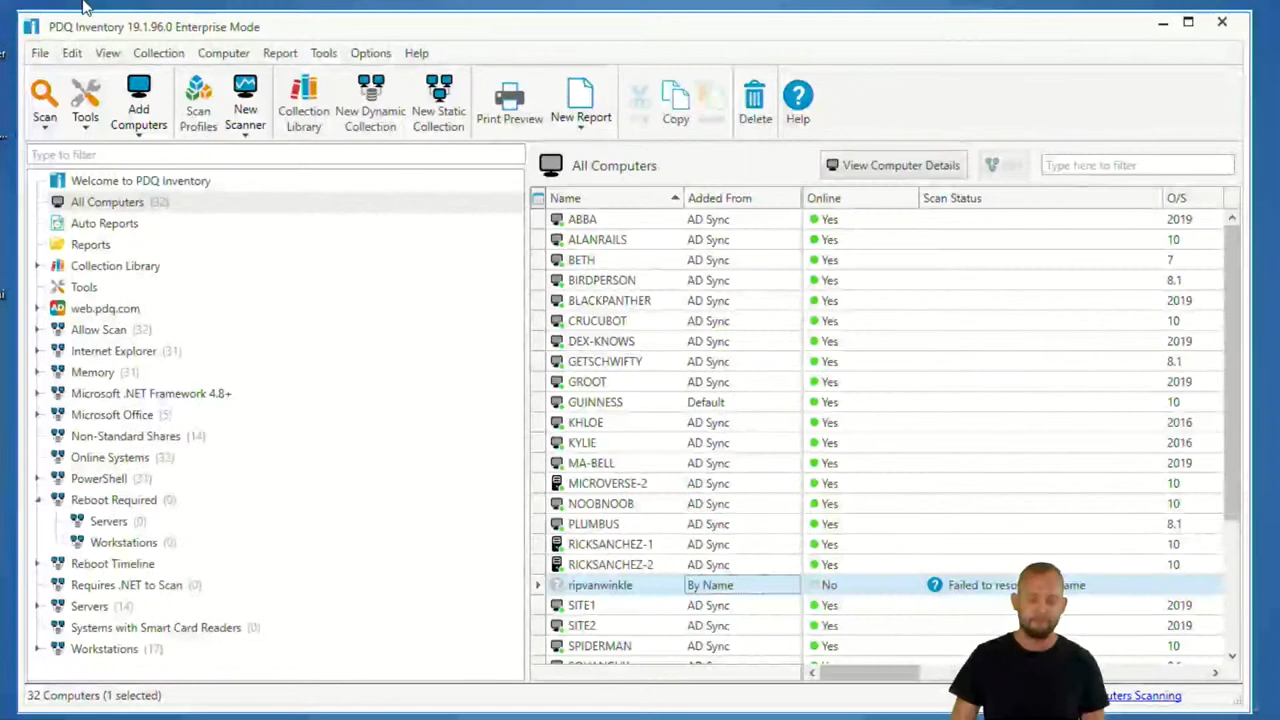 PDQ Inventory 19.1.96.0 Enterprise Mode
File Edit View Collection Computer Report Tools Options Help
Scan Tools Add Computers Scan Profiles New Scanner Collection Library New Dynamic Collection New Static Collection Print Preview New Report Copy Delete Help
Type to filter
All Computers View Computer Details Type here to filter
Welcome to PDQ Inventory
All Computers (32)
Auto Reports
Reports
Collection Library
Tools
web.pdq.com
Allow Scan (32)
Internet Explorer (31)
Memory (31)
Microsoft .NET Framework 4.8+
Microsoft Office (5)
Non-Standard Shares (14)
Online Systems (33)
PowerShell (31)
Reboot Required (0)
Servers (0)
Workstations (0)
Reboot Timeline
Requires .NET to Scan (0)
Servers (14)
Systems with Smart Card Readers (0)
Workstations (17)
Name Added From Online Scan Status O/S
ABBA AD Sync Yes 2019
ALANRAILS AD Sync Yes 10
BETH AD Sync Yes 7
BIRDPERSON AD Sync Yes 8.1
BLACKPANTHER AD Sync Yes 2019
CRUCUBOT AD Sync Yes 10
DEX-KNOWS AD Sync Yes 2019
GETSCHWIFTY AD Sync Yes 8.1
GROOT AD Sync Yes 2019
GUINNESS Default Yes 10
KHLOE AD Sync Yes 2016
KYLIE AD Sync Yes 2016
MA-BELL AD Sync Yes 2019
MICROVERSE-2 AD Sync Yes 10
NOOBNOOB AD Sync Yes 10
PLUMBUS AD Sync Yes 8.1
RICKSANCHEZ-1 AD Sync Yes 10
RICKSANCHEZ-2 AD Sync Yes 10
ripvanwinkle By Name No Failed to reso ame
SITE1 AD Sync Yes 2019
SITE2 AD Sync Yes 2019
SPIDERMAN AD Sync Yes 10
32 Computers (1 selected)
uters Scanning